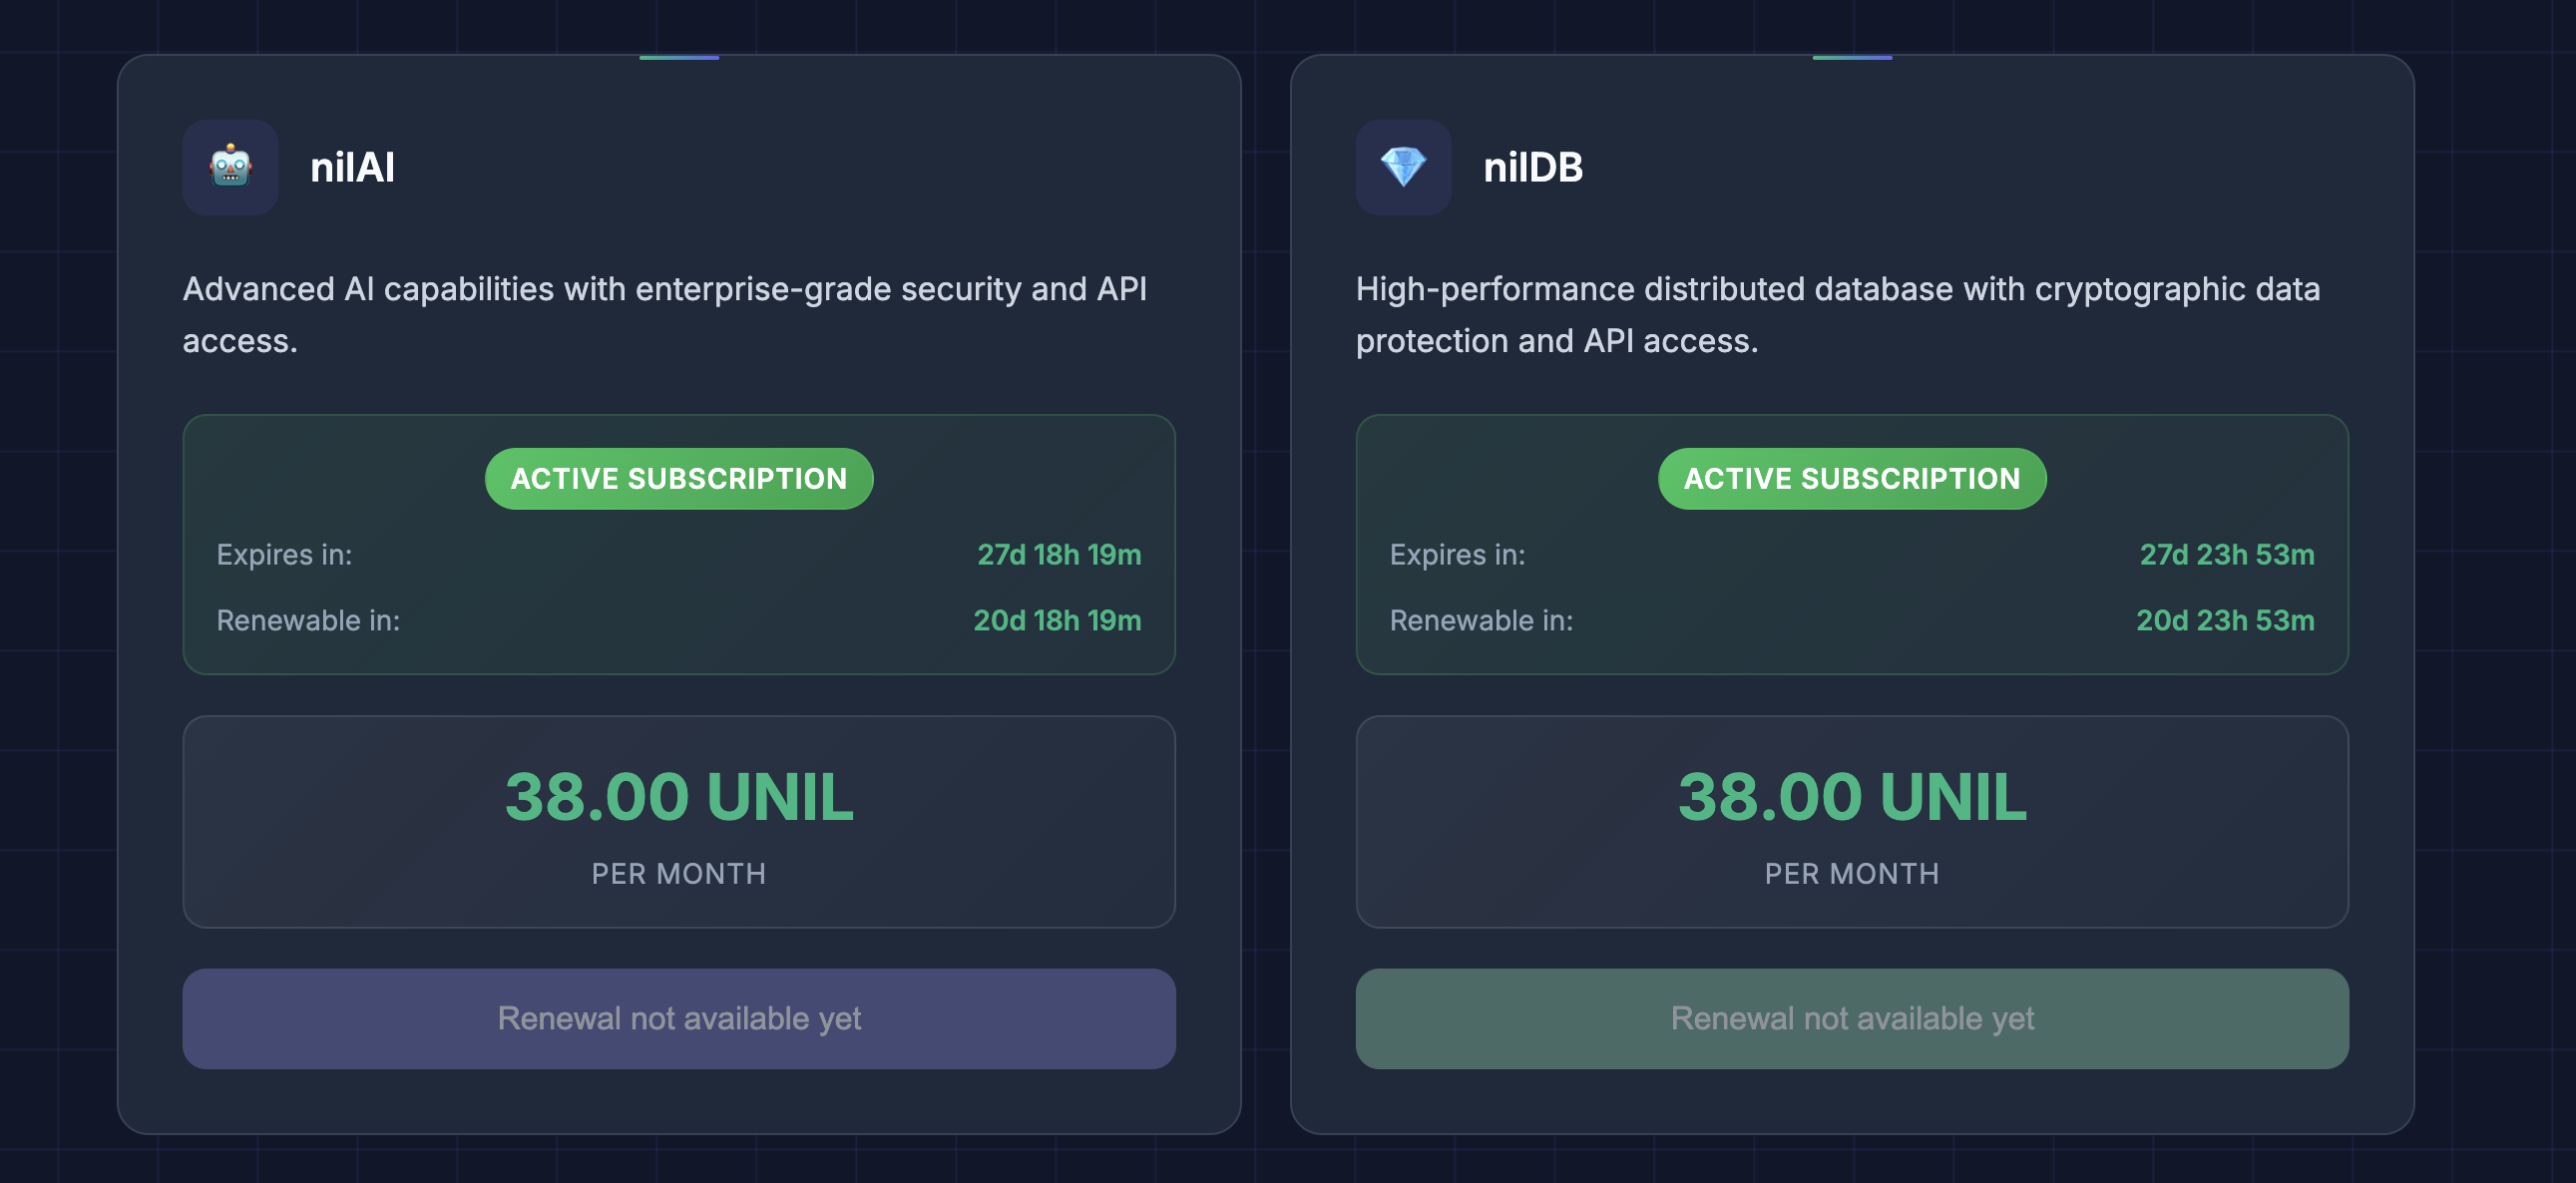 nilAI
Advanced AI capabilities with enterprise-grade security and API
access.
ACTIVE SUBSCRIPTION
Expires in: 27d 18h 19m
Renewable in: 20d 18h 19m
38.00 UNIL
PER MONTH
Renewal not available yet
nilDB
High-performance distributed database with cryptographic data
protection and API access.
ACTIVE SUBSCRIPTION
Expires in: 27d 23h 53m
Renewable in: 20d 23h 53m
38.00 UNIL
PER MONTH
Renewal not available yet